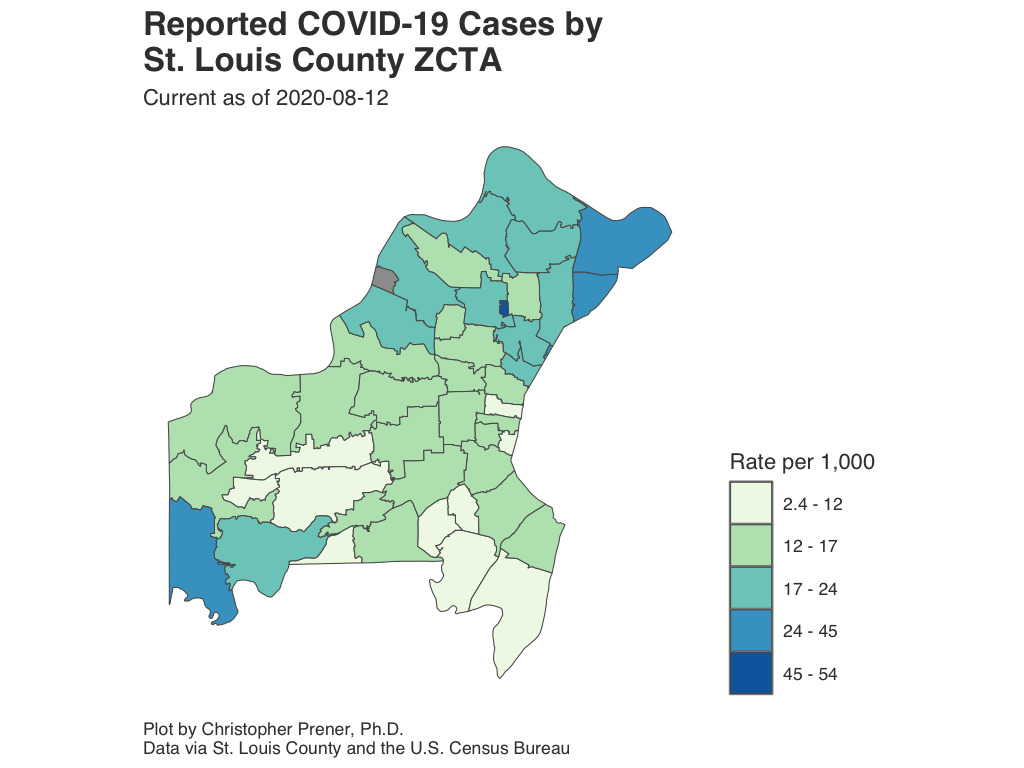 Reported COVID-19 Cases by
St. Louis County ZCTA
Current as of 2020-08-12
Rate per 1,000
2.4 - 12
12 - 17
17 - 24
24 - 45
45 - 54
Plot by Christopher Prener, Ph.D.
Data via St. Louis County and the U.S. Census Bureau